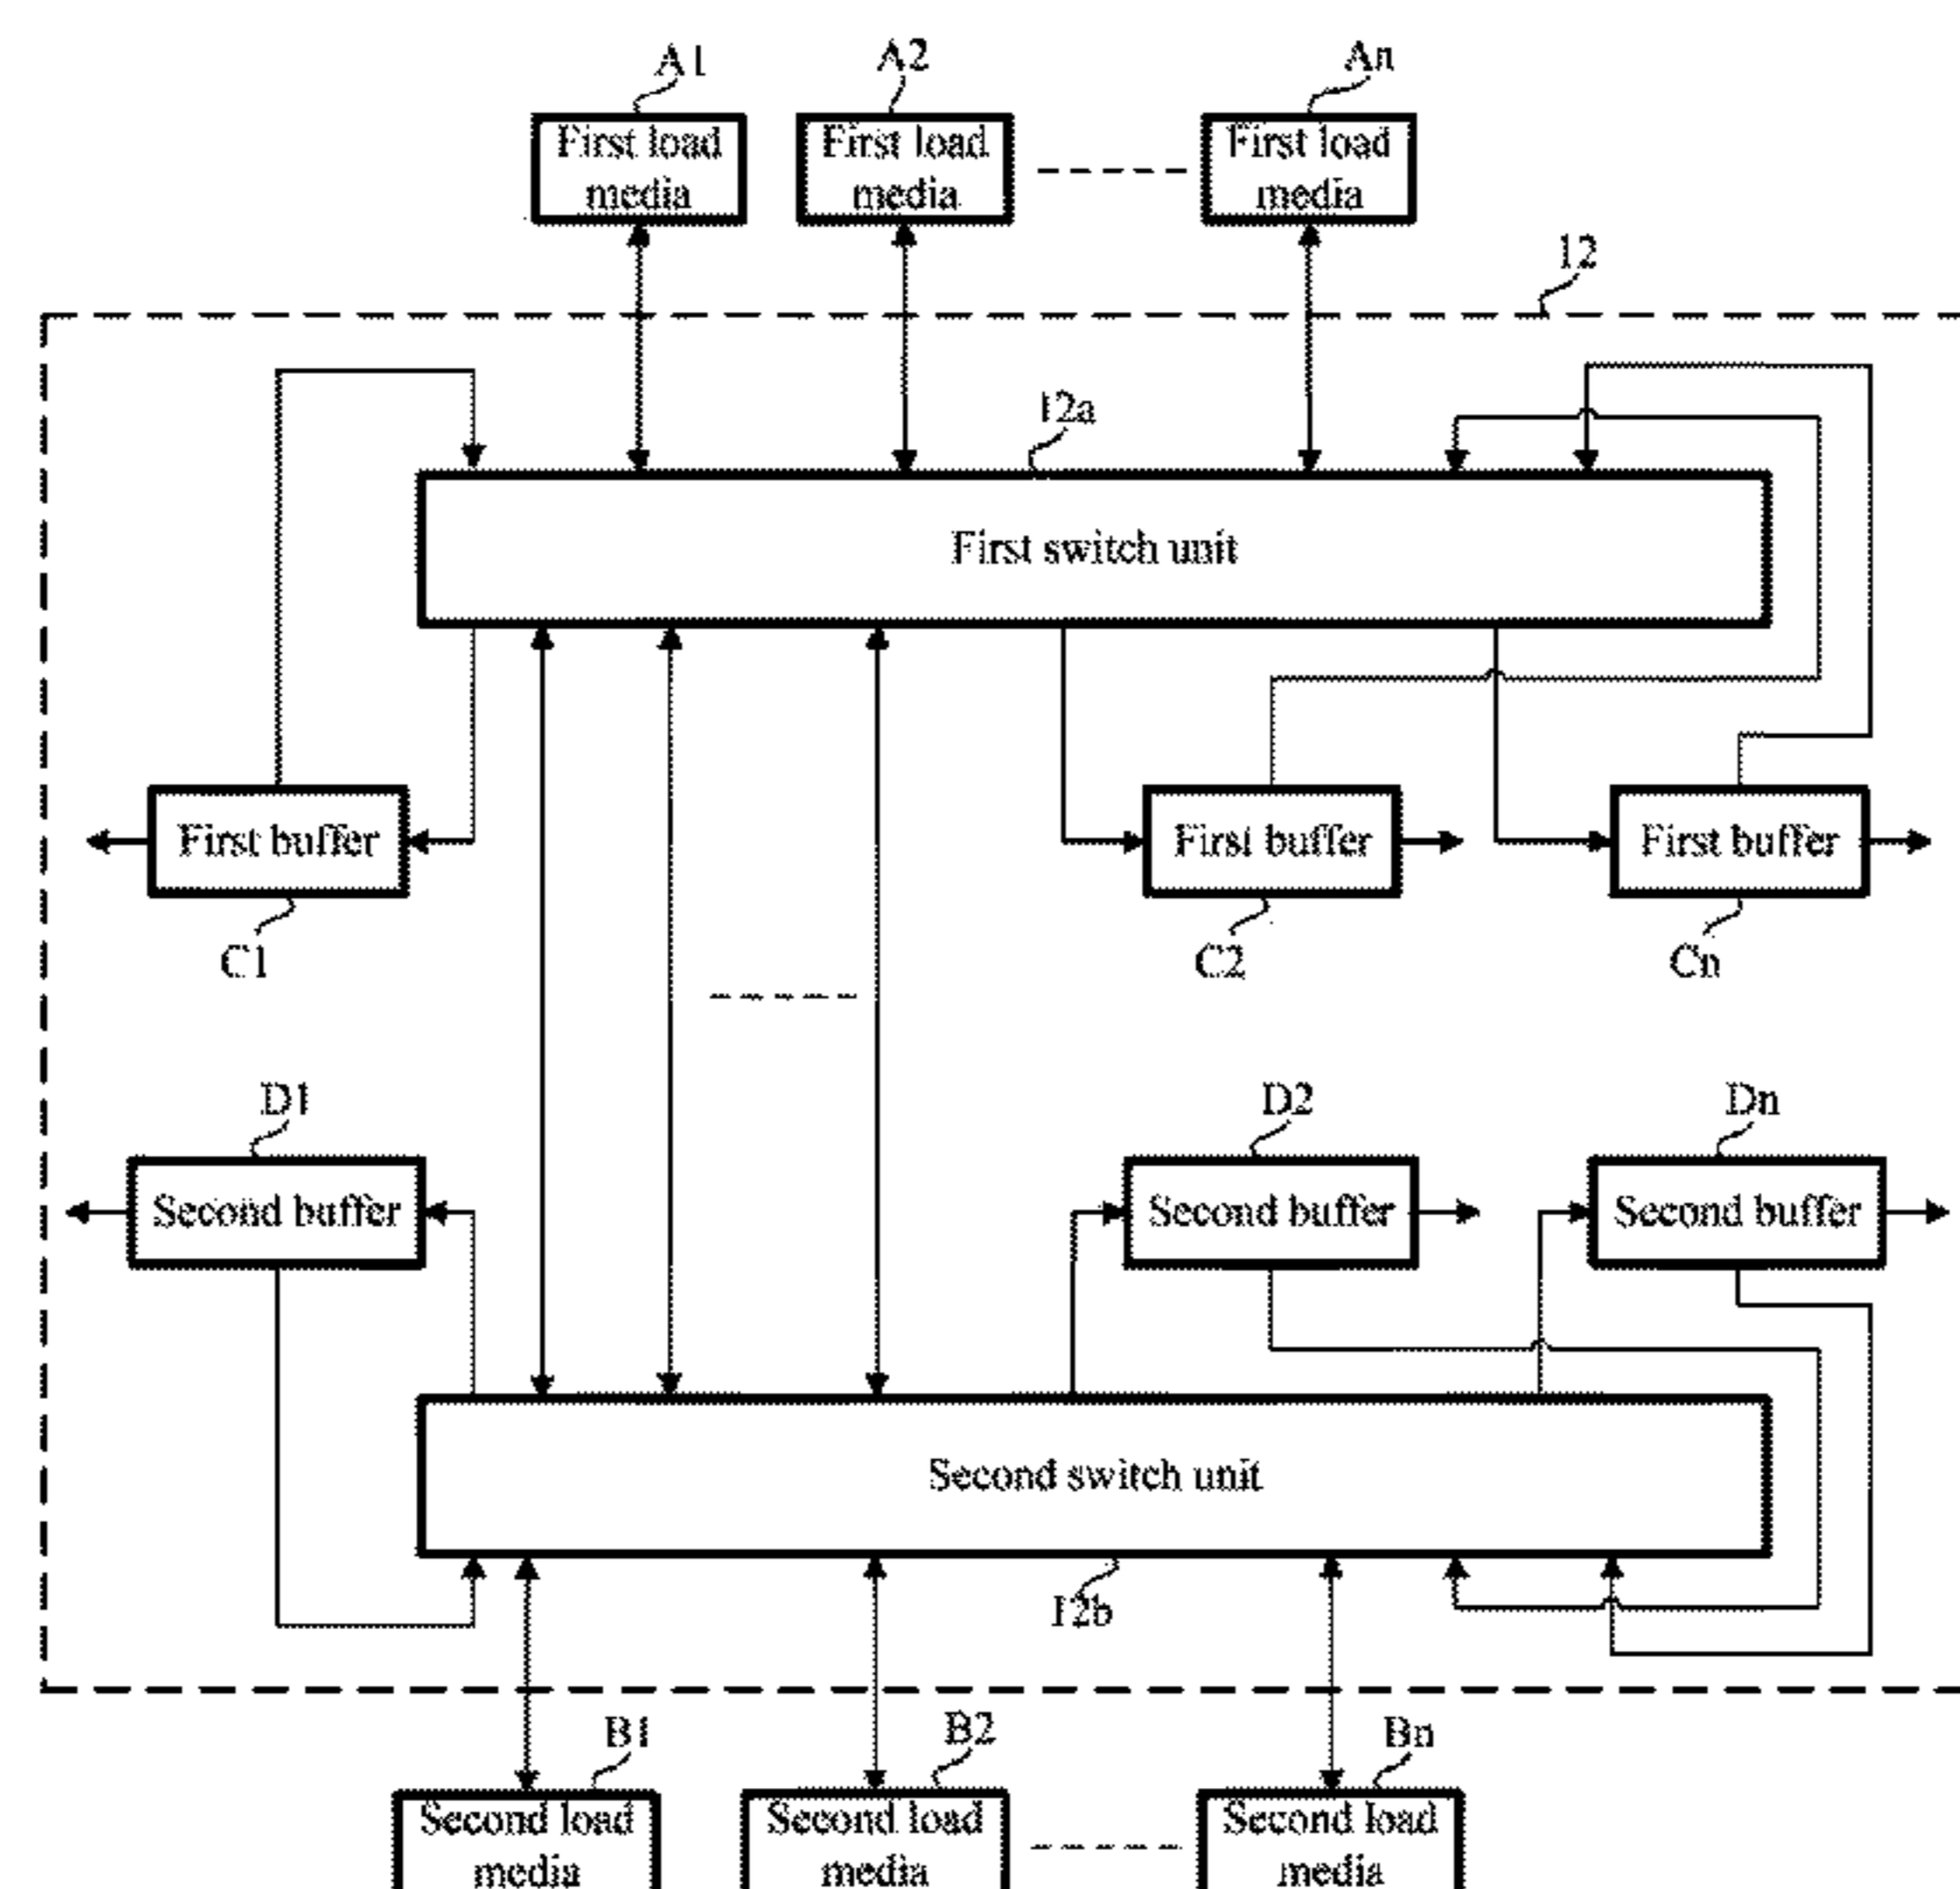 A1
A2
An
First load
media
First load
media
First load
media
12
12a
First switch unit
First buffer
First buffer
First buffer
C1
C2
Cn
D1
D2
Dn
Second buffer
Second buffer
Second buffer
Second switch unit
12b
B1
B2
Bn
Second load
media
Second load
media
Second load
media